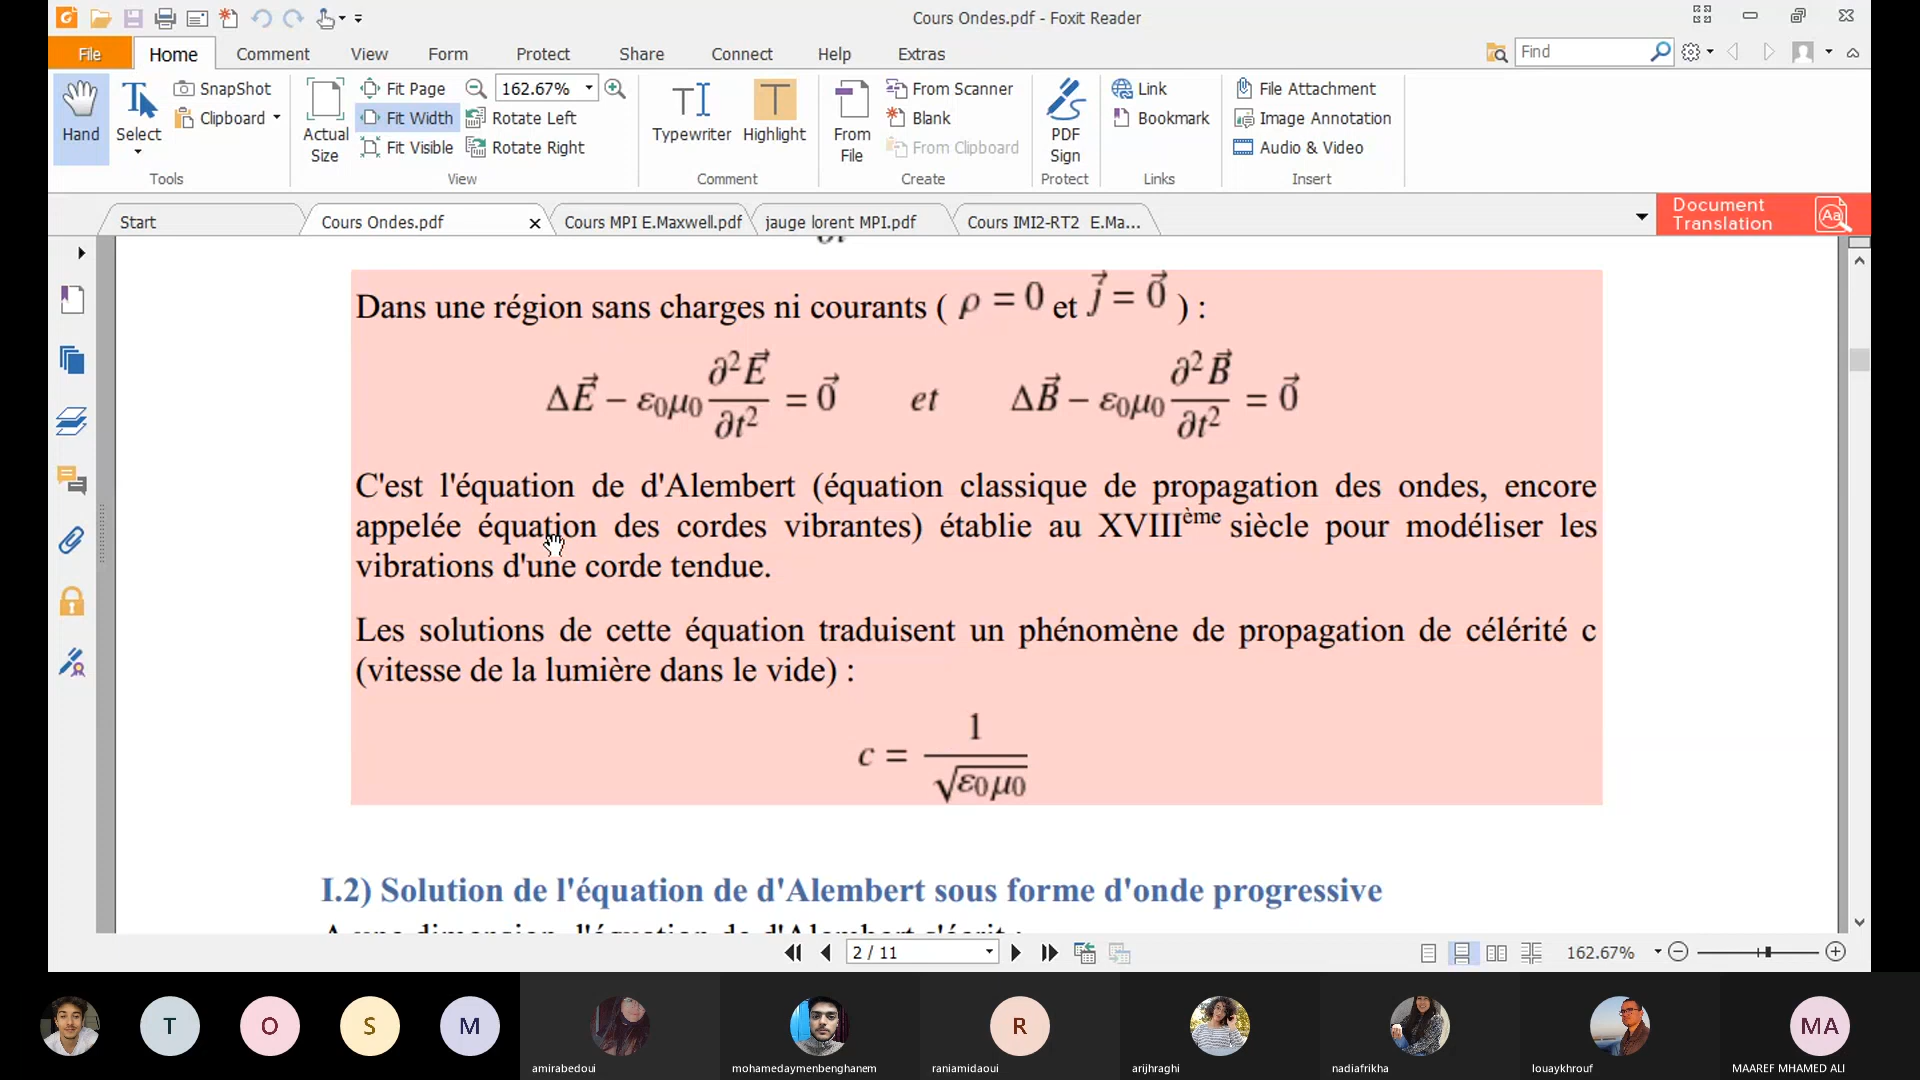 Cours Ondes.pdf - Foxit Reader
File Home Comment View Form Protect Share Connect Help Extras
Find
Hand
Select
SnapShot
Clipboard
Tools
Actual Size
Fit Page
Fit Width
Fit Visible
162.67%
Rotate Left
Rotate Right
View
Typewriter
Highlight
Comment
From File
From Scanner
Blank
From Clipboard
Create
PDF Sign
Protect
Link
Bookmark
Links
File Attachment
Image Annotation
Audio & Video
Insert
Start
Cours Ondes.pdf
Cours MPI E.Maxwell.pdf
jauge lorent MPI.pdf
Cours IMI2-RT2 E.Ma...
Document Translation
Dans une région sans charges ni courants ( ρ = 0 et j⃗ = 0⃗ ) :
ΔE⃗ − ε₀μ₀ ∂²E⃗/∂t² = 0⃗ et ΔB⃗ − ε₀μ₀ ∂²B⃗/∂t² = 0⃗
C'est l'équation de d'Alembert (équation classique de propagation des ondes, encore
appelée équation des cordes vibrantes) établie au XVIIIème siècle pour modéliser les
vibrations d'une corde tendue.
Les solutions de cette équation traduisent un phénomène de propagation de célérité c
(vitesse de la lumière dans le vide) :
c = 1/√ε₀μ₀
I.2) Solution de l'équation de d'Alembert sous forme d'onde progressive
2 / 11
162.67%
T
O
S
M
amirabedoui
mohamedaymenbenghanem
R
raniamidaoui
arijhraghi
nadiafrikha
louaykhrouf
MA
MAAREF MHAMED ALI